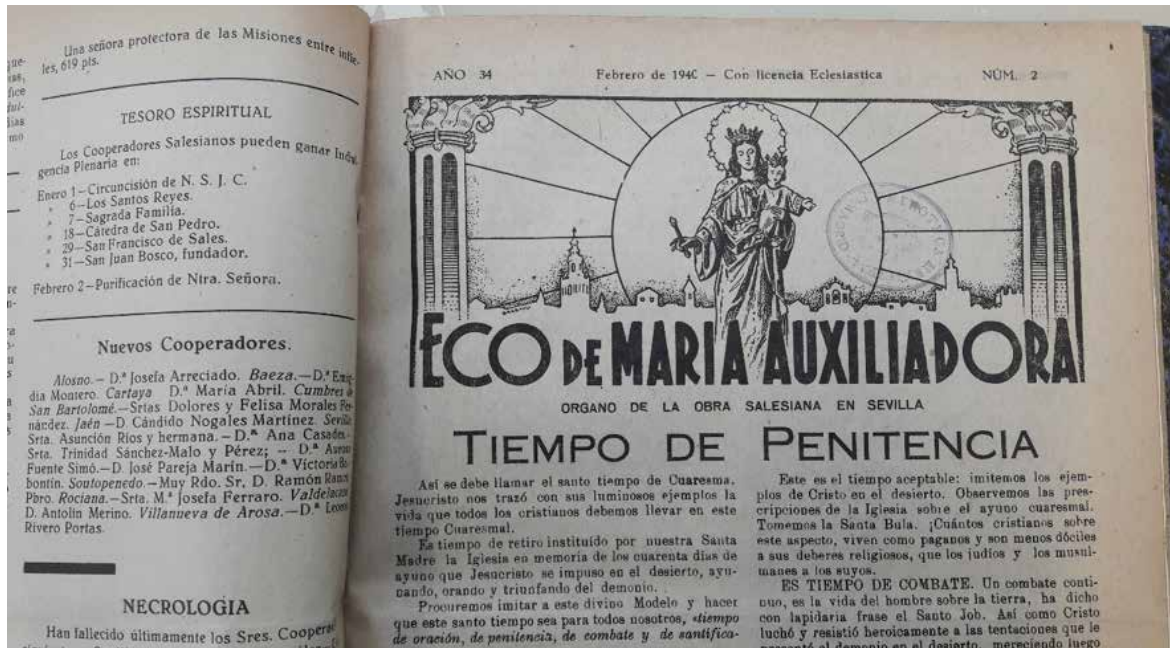 Una señora protectora de las Misiones entre infie-
les, 619 pts.
TESORO ESPIRITUAL
Los Cooperadores Salesianos pueden ganar Indul
gencia Plenaria en:
Enero 1—Circuncisión de N. S. J. C.
» 6—Los Santos Reyes.
» 7—Sagrada Familia.
» 18—Cátedra de San Pedro.
» 29—San Francisco de Sales.
» 31—San Juan Bosco, fundador.
Febrero 2—Purificación de Ntra. Señora.
Nuevos Cooperadores.
Alosno.— D.ª Josefa Arreciado. Baeza.—D.ª
dia Montero. Cartaya D.ª María Abril. Cumbres de
San Bartolomé.—Srtas Dolores y Felisa Morales Fer-
nández. Jaén—D. Cándido Nogales Martínez. Sevilla
Srta. Asunción Ríos y hermana.—D.ª Ana
Srta. Trinidad Sánchez-Malo y Pérez; -- D.ª
Fuente Simó.—D. José Pareja Marín.—D.ª Victoria
bontín. Soutopenedo.—Muy Rdo. Sr. D. Ramón
Pbro. Rociana.—Srta. M.ª Josefa Ferraro.
D. Antolín Merino. Villanueva de Arosa.—D.ª
Rivero Portas.
NECROLOGIA
Han fallecido últimamente los Sres.
AÑO 34 Febrero de 1940 — Con licencia Eclesiastica NÚM. 2
ECO DE MARIA AUXILIADORA
ORGANO DE LA OBRA SALESIANA EN SEVILLA
TIEMPO DE PENITENCIA
Así se debe llamar el santo tiempo de Cuaresma.
Jesucristo nos trazó con sus luminosos ejemplos la
vida que todos los cristianos debemos llevar en este
tiempo Cuaresmal.
Es tiempo de retiro instituído por nuestra Santa
Madre la Iglesia en memoria de los cuarenta días de
ayuno que Jesucristo se impuso en el desierto, ayu-
nando, orando y triunfando del demonio.
Procuremos imitar a este divino Modelo y hacer
que este santo tiempo sea para todos nosotros, «tiempo
de oración, de penitencia, de combate y de santifica-
Este es el tiempo aceptable: imitemos los ejem-
plos de Cristo en el desierto. Observemos las pres-
cripciones de la Iglesia sobre el ayuno cuaresmal.
Tomemos la Santa Bula. ¡Cuántos cristianos sobre
este aspecto, viven como paganos y son menos dóciles
a sus deberes religiosos, que los judíos y los musul-
manes a los suyos.
ES TIEMPO DE COMBATE. Un combate conti-
nuo, es la vida del hombre sobre la tierra, ha dicho
con lapidaria frase el Santo Job. Así como Cristo
luchó y resistió heroicamente a las tentaciones que le
presentó el demonio en el desierto, mereciendo luego